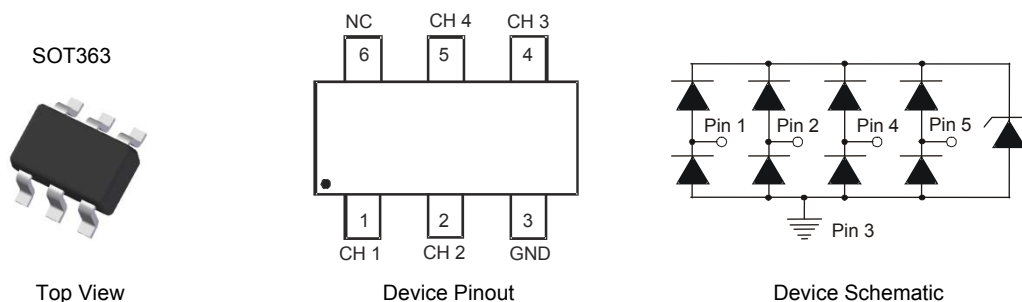 SOT363
Top View
NC CH 4 CH 3
6 5 4
1 2 3
CH 1 CH 2 GND
Device Pinout
Pin 1 Pin 2 Pin 4 Pin 5
Pin 3
Device Schematic